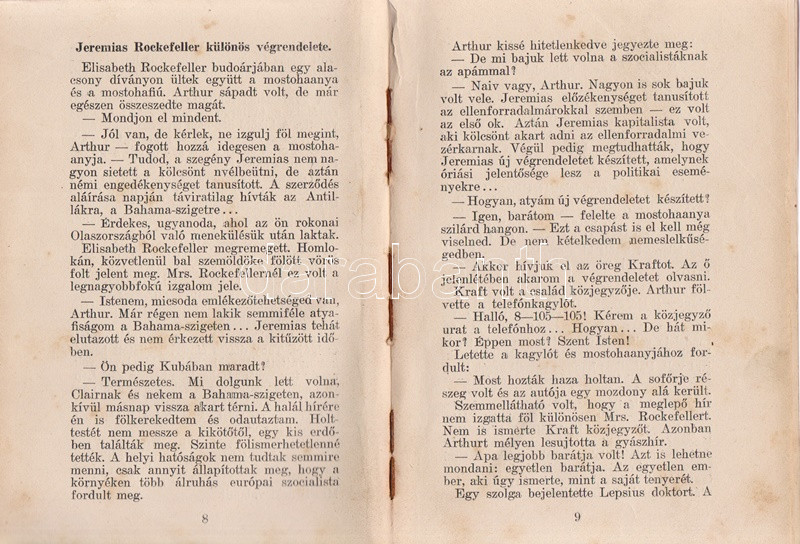 Jeremias Rockefeller különös végrendelete.
Elisabeth Rockefeller budoárjában egy ala-
csony díványon ültek együtt a mostohaanya
és a mostohafiú. Arthur sápadt volt, de már
egészen összeszedte magát.
— Mondjon el mindent.
— Jól van, de kérlek, ne izgulj föl megint,
Arthur — fogott hozzá idegesen a mostoha-
anyja. — Tudod, a szegény Jeremias nem na-
gyon sietett a kölcsönt nyélbeütni, de aztán
némi engedékenységet tanusított. A szerződés
aláírása napján táviratilag hívták az Antil-
lákra, a Bahama-szigetre...
— Érdekes, ugyanoda, ahol az ön rokonai
Olaszországból való menekülésük után laktak.
Elisabeth Rockefeller megremegett. Homlo-
kán, közvetlenül bal szemöldöke fölött vörös
folt jelent meg. Mrs. Rockefellernél ez volt a
legnagyobbfokú izgalom jele.
— Istenem, micsoda emlékezőtehetséged van,
Arthur. Már régen nem lakik semmiféle atya-
fiságom a Bahama-szigeten... Jeremias tehát
elutazott és nem érkezett vissza a kitűzött idő-
ben.
— Ön pedig Kubában maradt?
— Természetes. Mi dolgunk lett volna,
Clairnak és nekem a Bahama-szigeten, azon-
kívül másnap vissza akart térni. A halál hírére
én is fölkerekedtem és odautaztam. Holt-
testét nem messze a kikötőtől, egy kis erdő-
ben találták meg. Szinte fölismerhetetlenné
tették. A helyi hatóságok nem tudtak semmire
menni, csak annyit állapítottak meg, hogy a
környéken több álruhás európai szocialista
fordult meg.
8
Arthur kissé hitetlenkedve jegyezte meg:
— De mi bajuk lett volna a szocialistáknak
az apámmal?
— Naiv vagy, Arthur. Nagyon is sok bajuk
volt vele. Jeremias előzékenységet tanusított
az ellenforradalmárokkal szemben — ez volt
az első ok. Aztán Jeremias kapitalista volt,
aki kölcsönt akart adni az ellenforradalmi ve-
zérkarnak. Végül pedig megtudhatták, hogy
Jeremias új végrendeletet készített, amelynek
óriási jelentősége lesz a politikai esemé-
nyekre...
— Hogyan, atyám új végrendeletet készített?
— Igen, barátom — felelte a mostohaanya
szilárd hangon. — Ezt a csapást is el kell még
viselned. De nem kételkedem nemeslelkűsé-
gedben.
— Akkor hívjuk el az öreg Kraftot. Az ő
jelenlétében akarom a végrendeletet olvasni.
Kraft volt a család közjegyzője. Arthur föl-
vette a telefónkagylót.
— Halló, 8—105—105! Kérem a közjegyző
urat a telefónhoz... Hogyan... De hát mi-
kor? Éppen most? Szent Isten!
Letette a kagylót és mostohaanyjához for-
dult:
— Most hozták haza holtan. A sofőrje ré-
szeg volt és az autója egy mozdony alá került.
Szemmellátható volt, hogy a meglepő hír
nem izgatta föl különösen Mrs. Rockefellert.
Nem is ismerte Kraft közjegyzőt. Azonban
Arthurt mélyen lesujtotta a gyászhír.
— Apa legjobb barátja volt! Azt is lehetne
mondani: egyetlen barátja. Az egyetlen em-
ber, aki úgy ismerte, mint a saját tenyerét.
Egy szolga bejelentette Lepsius doktort. A
9
darabanth